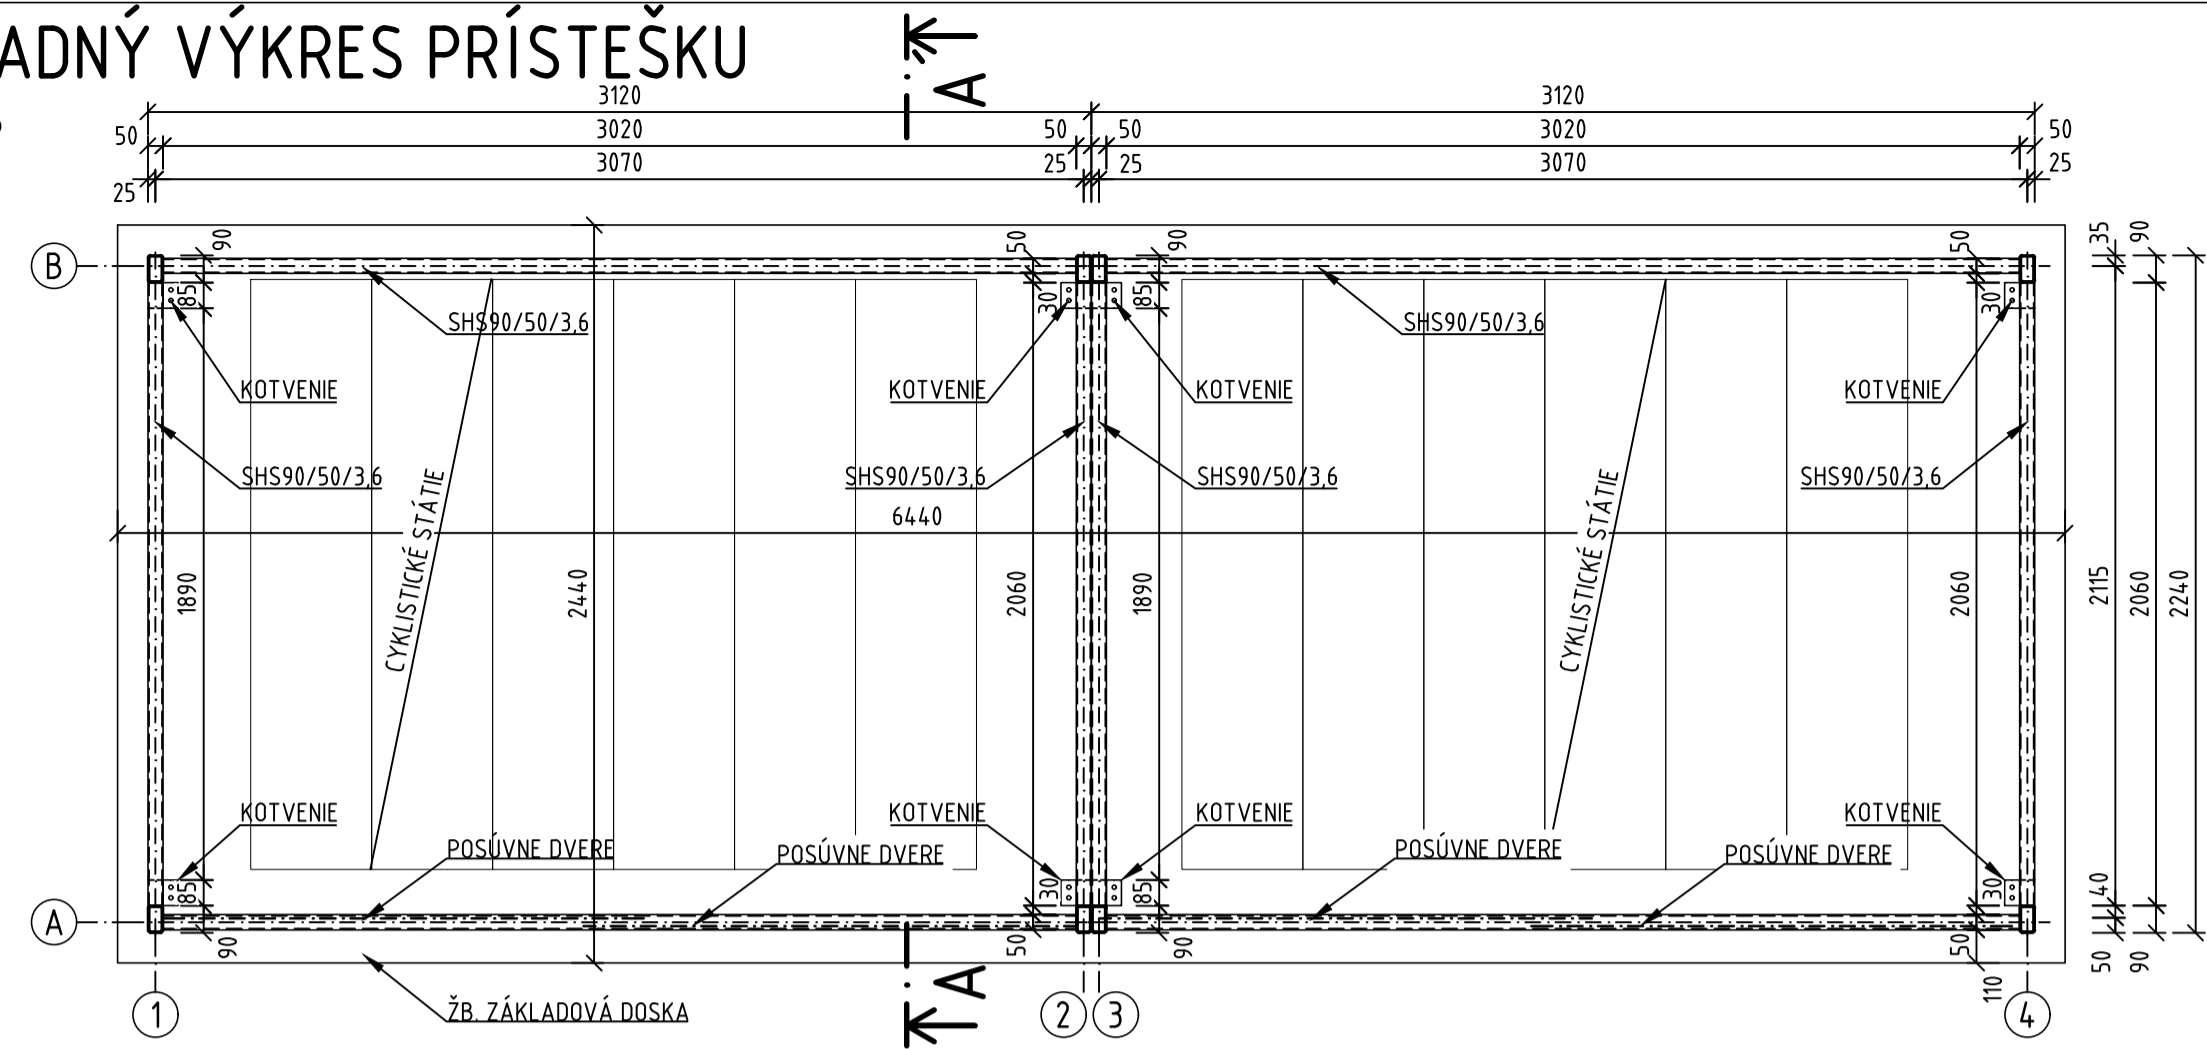 ADNÝ VÝKRES PRÍSTEŠKU
A
3120 3120
50 3020 50 50 3020 50
25 3070 25 25 3070 25
B
90 50 90 50 35 90
85 30 85 30
SHS90/50/3,6 SHS90/50/3,6
KOTVENIE KOTVENIE KOTVENIE KOTVENIE
SHS90/50/3,6 SHS90/50/3,6 SHS90/50/3,6 SHS90/50/3,6
6440
CYKLISTICKÉ STÁTIE CYKLISTICKÉ STÁTIE
1890 2440 2060 1890 2060 2115 2060 2240
KOTVENIE KOTVENIE KOTVENIE KOTVENIE
POSÚVNE DVERE POSÚVNE DVERE POSÚVNE DVERE POSÚVNE DVERE
85 30 85 30 40
A
90 50 90 50 50 90
110
A
ŽB. ZÁKLADOVÁ DOSKA
1 2 3 4